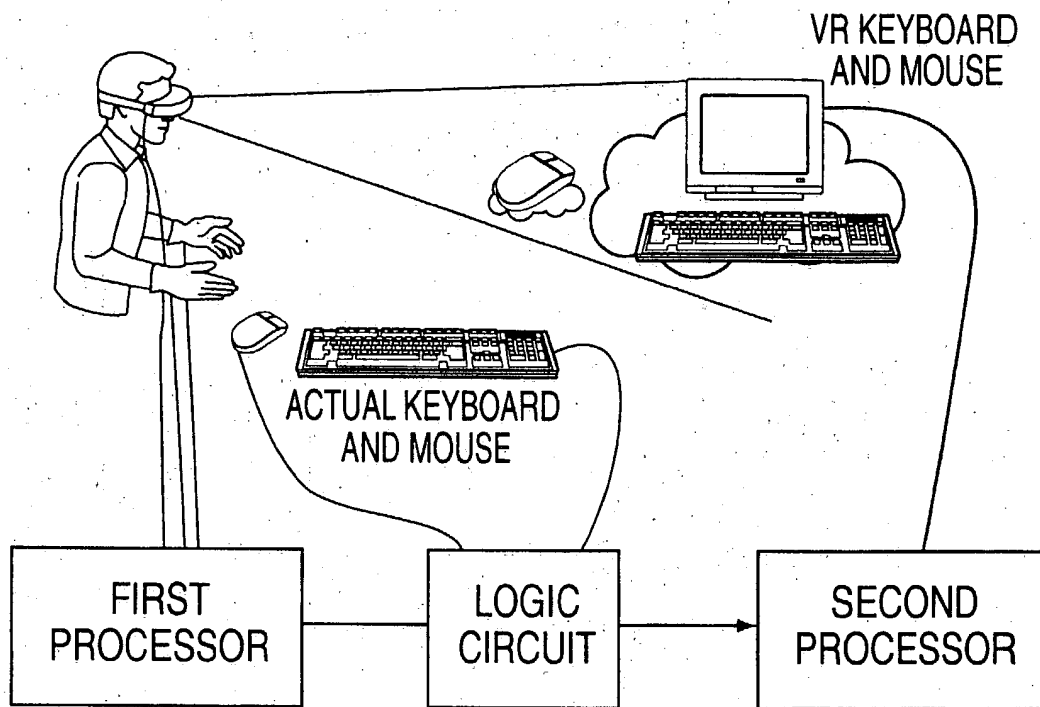 VR KEYBOARD
AND MOUSE
ACTUAL KEYBOARD
AND MOUSE
FIRST
PROCESSOR
LOGIC
CIRCUIT
SECOND
PROCESSOR